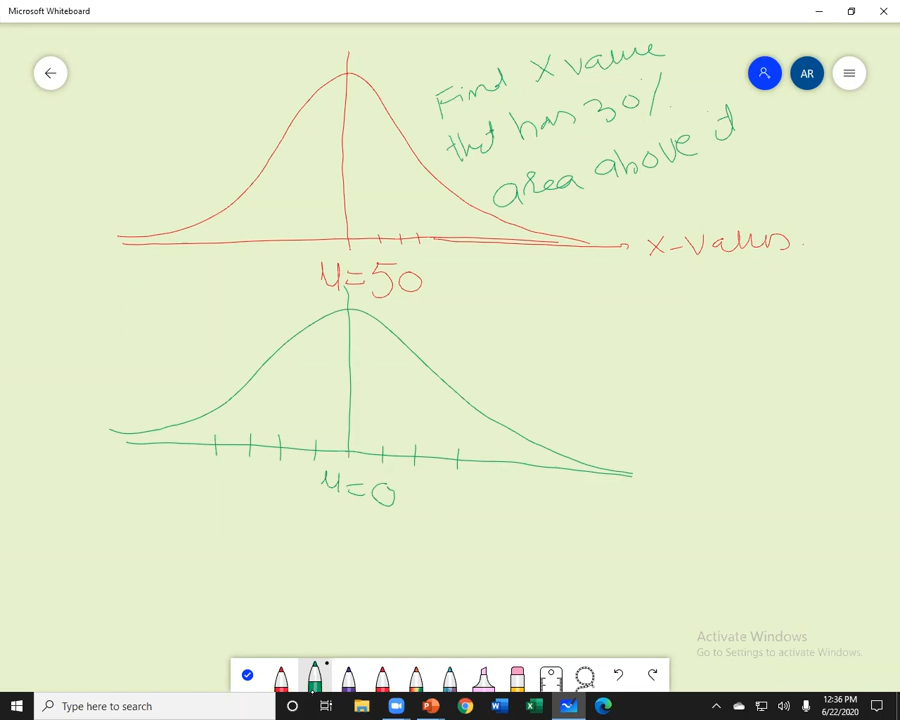 Microsoft Whiteboard
AR
Find X value
that has 30%
area above it
X-values.
μ=50
μ=0
Activate Windows
Go to Settings to activate Windows.
Type here to search
12:36 PM
6/22/2020